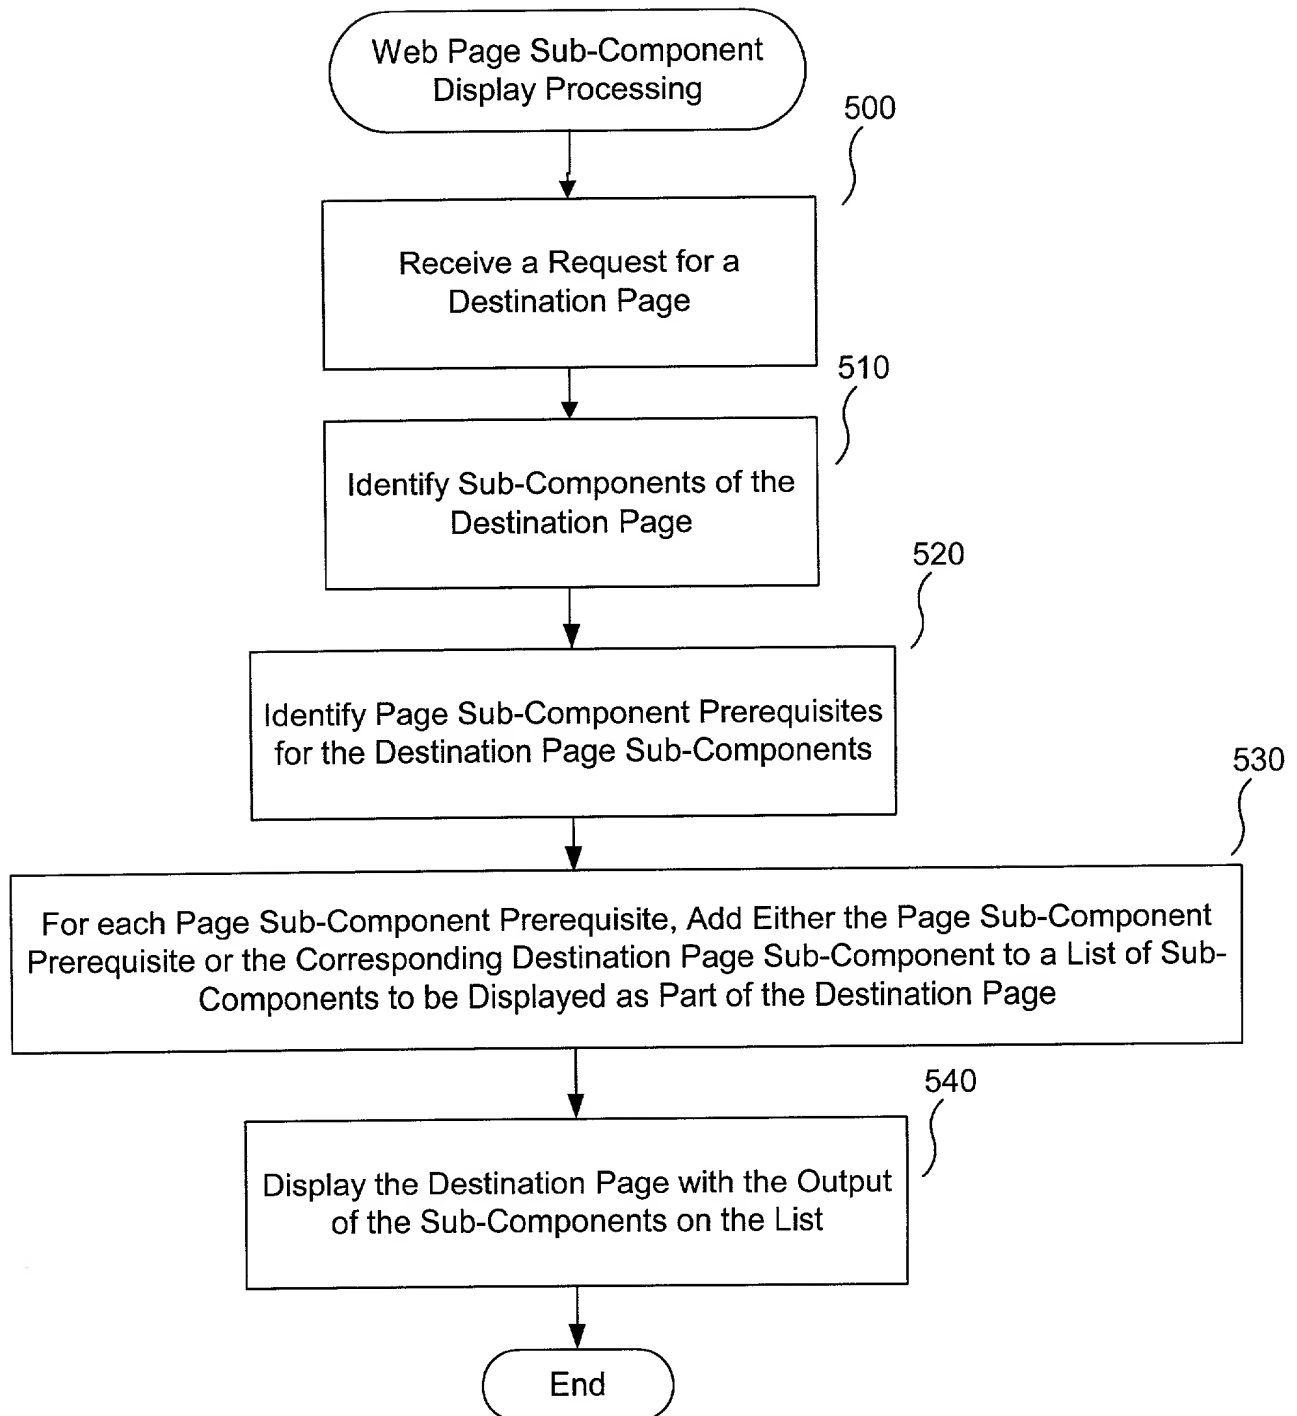 Web Page Sub-Component
Display Processing
500
Receive a Request for a
Destination Page
510
Identify Sub-Components of the
Destination Page
520
Identify Page Sub-Component Prerequisites
for the Destination Page Sub-Components
530
For each Page Sub-Component Prerequisite, Add Either the Page Sub-Component
Prerequisite or the Corresponding Destination Page Sub-Component to a List of Sub-
Components to be Displayed as Part of the Destination Page
540
Display the Destination Page with the Output
of the Sub-Components on the List
End